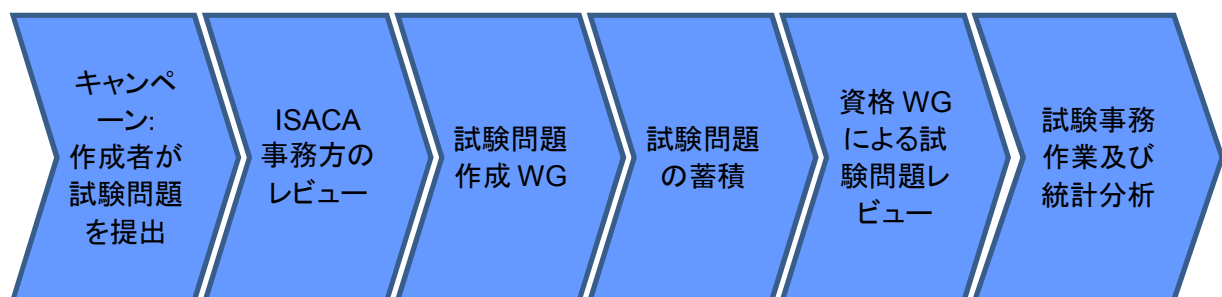 キャンペ
ーン:
作成者が
試験問題
を提出
ISACA
事務方の
レビュー
試験問題
作成 WG
試験問題
の蓄積
資格 WG
による試
験問題レ
ビュー
試験事務
作業及び
統計分析